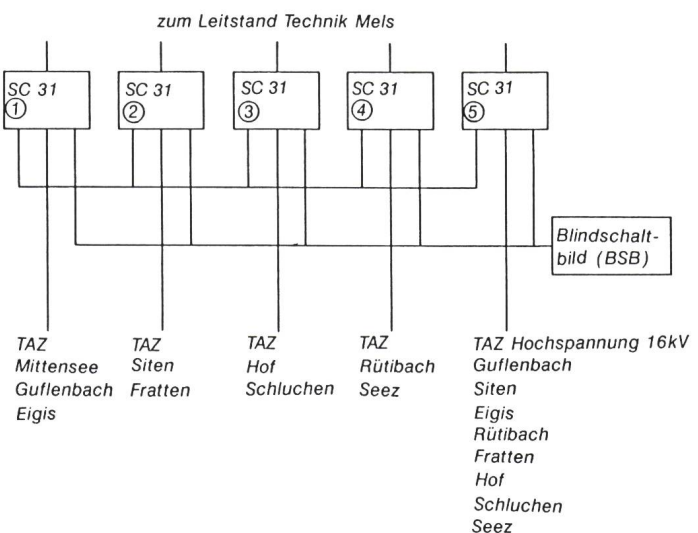 zum Leitstand Technik Mels
SC 31
1
SC 31
2
SC 31
3
SC 31
4
SC 31
5
Blindschalt-
bild (BSB)
TAZ
Mittensee
Guflenbach
Eigis
TAZ
Siten
Fratten
TAZ
Hof
Schluchen
TAZ
Rütibach
Seez
TAZ Hochspannung 16kV
Guflenbach
Siten
Eigis
Rütibach
Fratten
Hof
Schluchen
Seez